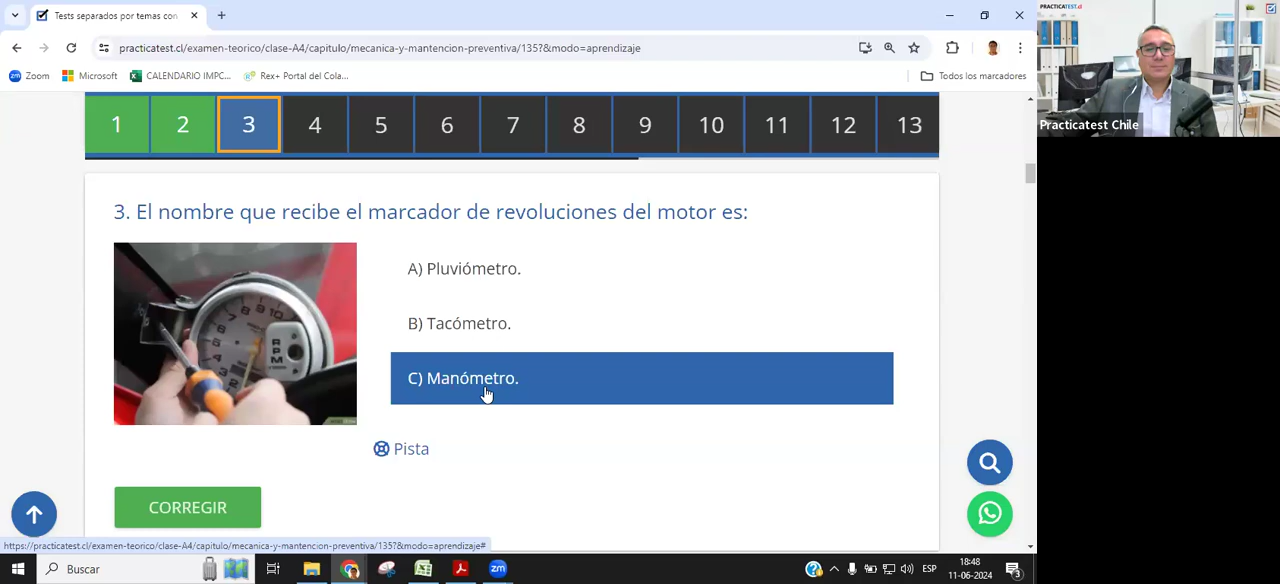 Tests separados por temas con
practicatest.cl/examen-teorico/clase-A4/capitulo/mecanica-y-mantencion-preventiva/135?&modo=aprendizaje
Zoom
Microsoft
CALENDARIO IMPC...
Rex+ Portal del Cola...
Todos los marcadores
PRACTICATEST.cl
Practicatest Chile
1 2 3 4 5 6 7 8 9 10 11 12 13
3. El nombre que recibe el marcador de revoluciones del motor es:
A) Pluviómetro.
B) Tacómetro.
C) Manómetro.
RPM
Pista
CORREGIR
https://practicatest.cl/examen-teorico/clase-A4/capitulo/mecanica-y-mantencion-preventiva/135?&modo=aprendizaje#
Buscar
ESP
18:48
11-06-2024
3